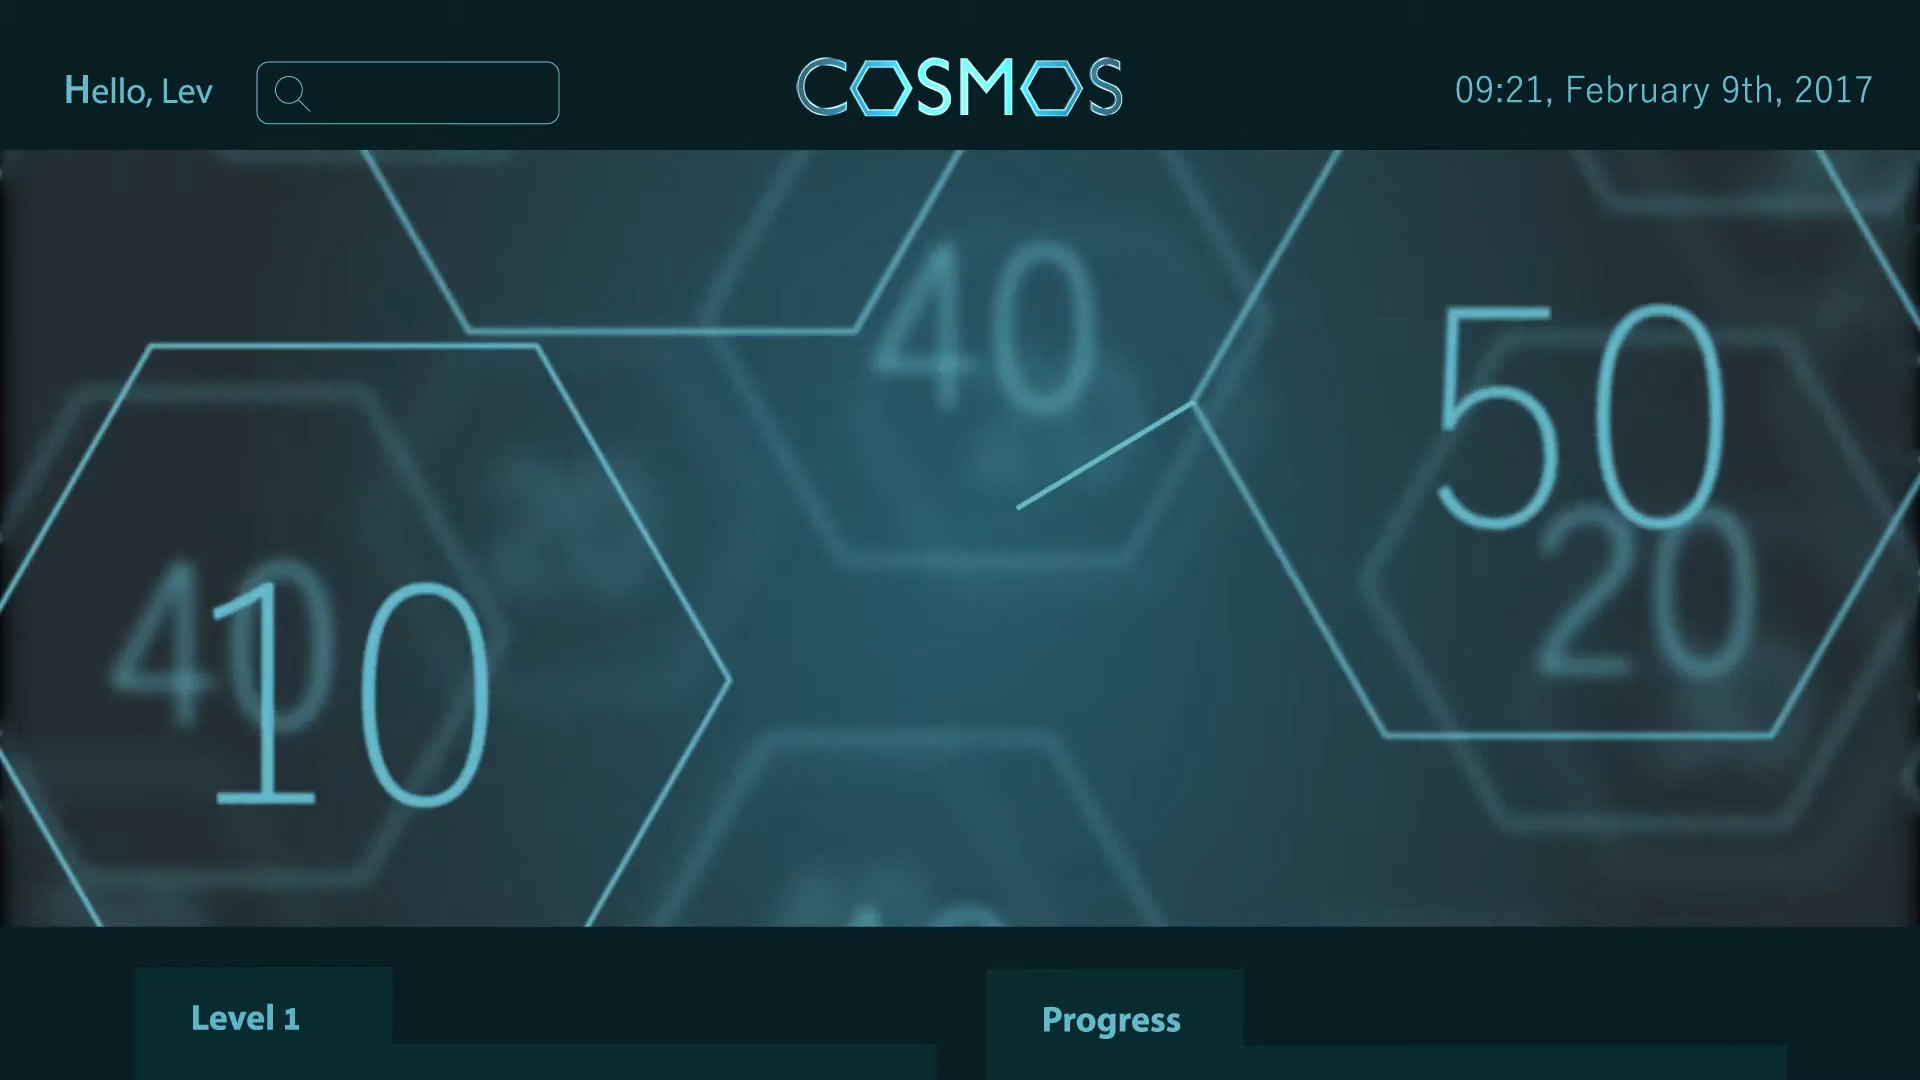 Hello, Lev
COSMOS
09:21, February 9th, 2017
40
50
40
10
20
Level 1
Progress